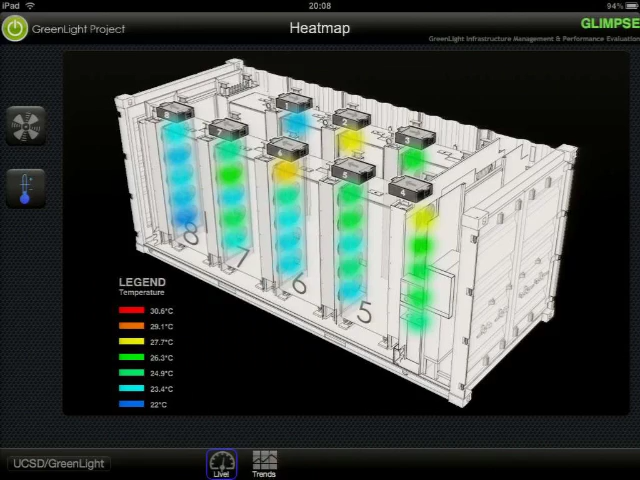 iPad
20:08
94%
GreenLight Project
Heatmap
GLIMPSE
GreenLight Infrastructure Management & Performance Evaluation
1
2
3
4
5
7
8
7
6
5
LEGEND
Temperature
30.6°C
29.1°C
27.7°C
26.3°C
24.9°C
23.4°C
22°C
UCSD/GreenLight
Live!
Trends